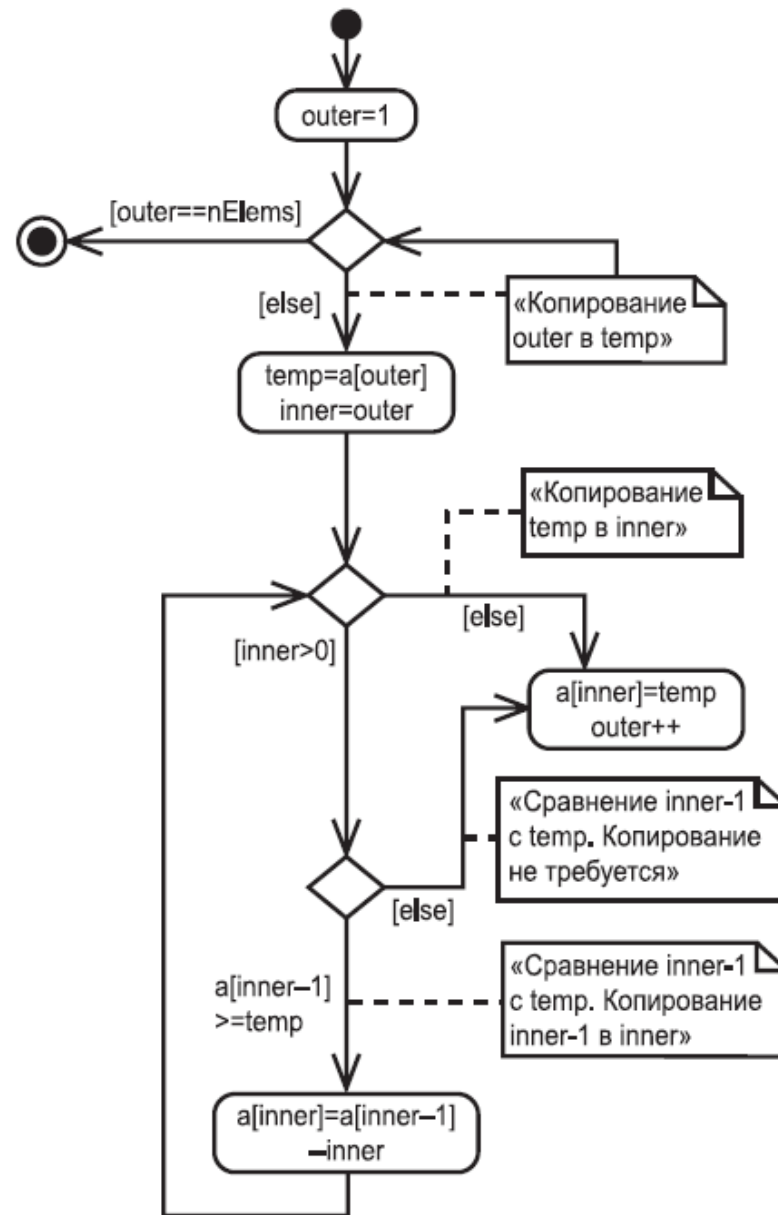 outer=1
[outer==nElems]
[else]
«Копирование
outer в temp»
temp=a[outer]
inner=outer
«Копирование
temp в inner»
[else]
[inner>0]
a[inner]=temp
outer++
«Сравнение inner-1
с temp. Копирование
не требуется»
[else]
a[inner–1]
>=temp
«Сравнение inner-1
с temp. Копирование
inner-1 в inner»
a[inner]=a[inner–1]
–inner